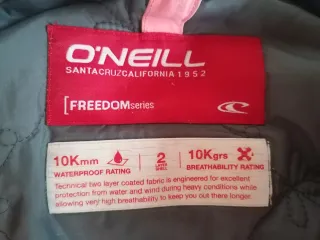 O'NEILL
SANTA CRUZ CALIFORNIA 1952
[FREEDOMseries
10Kmm
WATERPROOF RATING
2
LAYER
SHELL
10Kgrs
BREATHABILITY RATING
Technical two layer coated fabric is engineered for excellent
protection from water and wind during heavy conditions while
allowing very high breathability to keep you out there longer